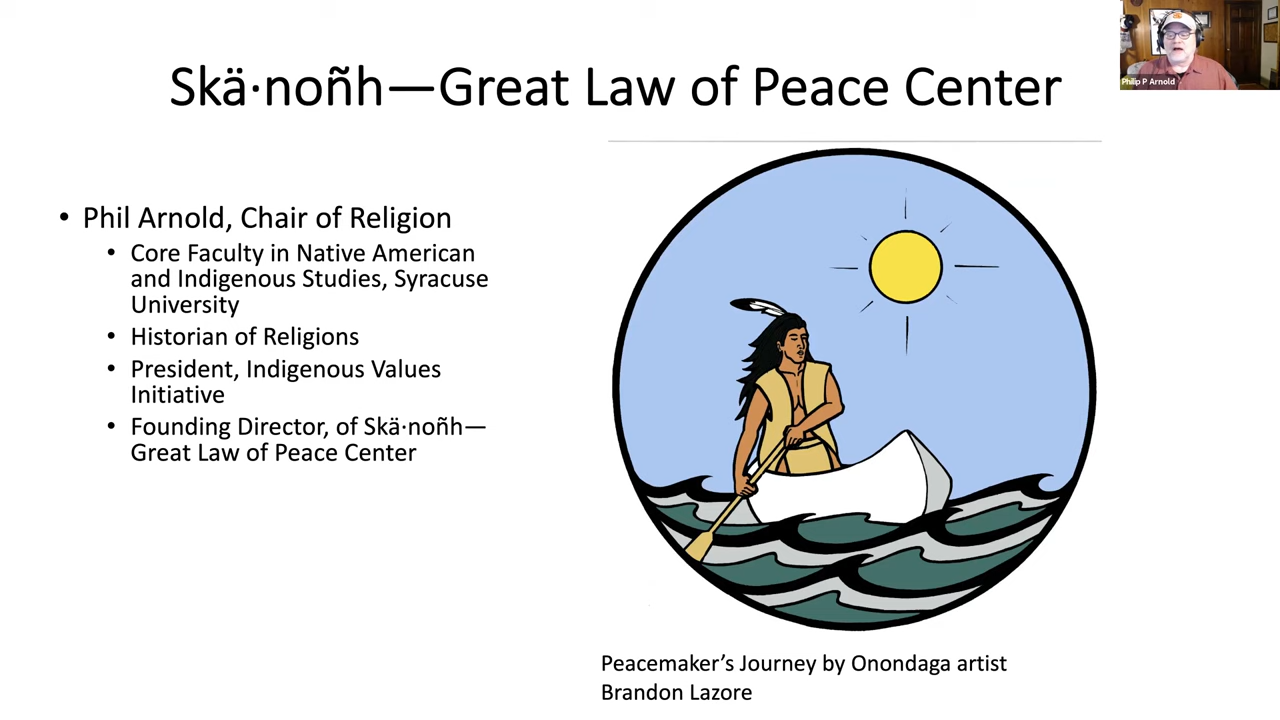 Skä·noñh—Great Law of Peace Center
Philip P Arnold
• Phil Arnold, Chair of Religion
• Core Faculty in Native American
and Indigenous Studies, Syracuse
University
• Historian of Religions
• President, Indigenous Values
Initiative
• Founding Director, of Skä·noñh—
Great Law of Peace Center
Peacemaker’s Journey by Onondaga artist
Brandon Lazore